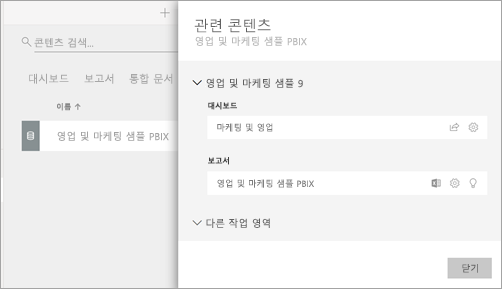 콘텐츠 검색...
대시보드 보고서 통합 문서
이름 ↑
영업 및 마케팅 샘플 PBIX
관련 콘텐츠
영업 및 마케팅 샘플 PBIX
영업 및 마케팅 샘플 9
대시보드
마케팅 및 영업
보고서
영업 및 마케팅 샘플 PBIX
다른 작업 영역
닫기